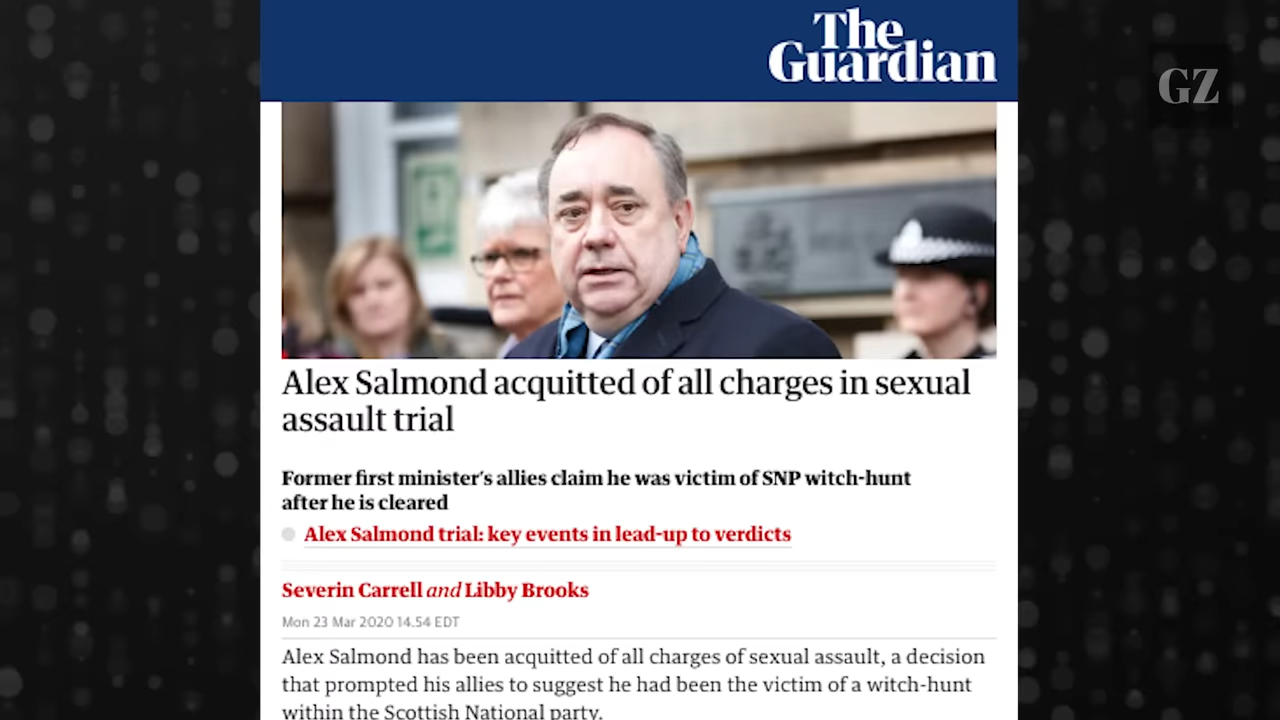 The
Guardian
GZ
Alex Salmond acquitted of all charges in sexual
assault trial
Former first minister's allies claim he was victim of SNP witch-hunt
after he is cleared
Alex Salmond trial: key events in lead-up to verdicts
Severin Carrell and Libby Brooks
Mon 23 Mar 2020 14.54 EDT
Alex Salmond has been acquitted of all charges of sexual assault, a decision
that prompted his allies to suggest he had been the victim of a witch-hunt
within the Scottish National party.